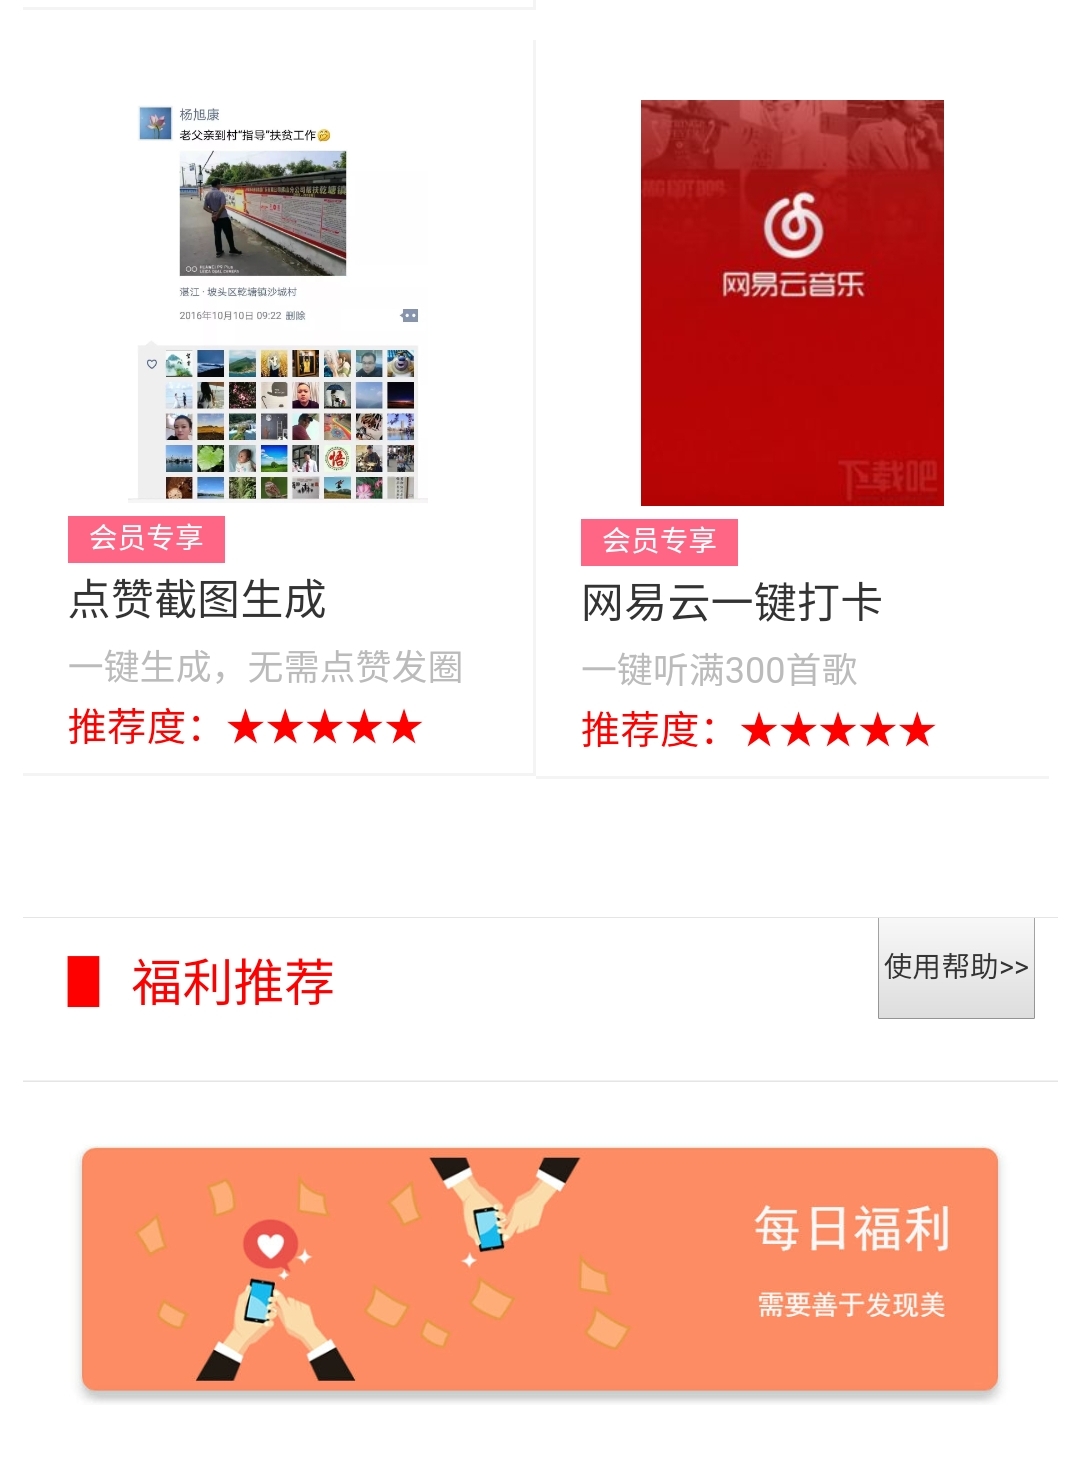 杨旭康
老父亲到村“指导”扶贫工作🤔
湛江 · 坡头区乾塘镇沙城村
2016年10月10日 09:22 删除
悟
会员专享
点赞截图生成
一键生成，无需点赞发圈
推荐度：★★★★★
网易云音乐
下载吧
会员专享
网易云一键打卡
一键听满300首歌
推荐度：★★★★★
福利推荐
使用帮助>>
每日福利
需要善于发现美